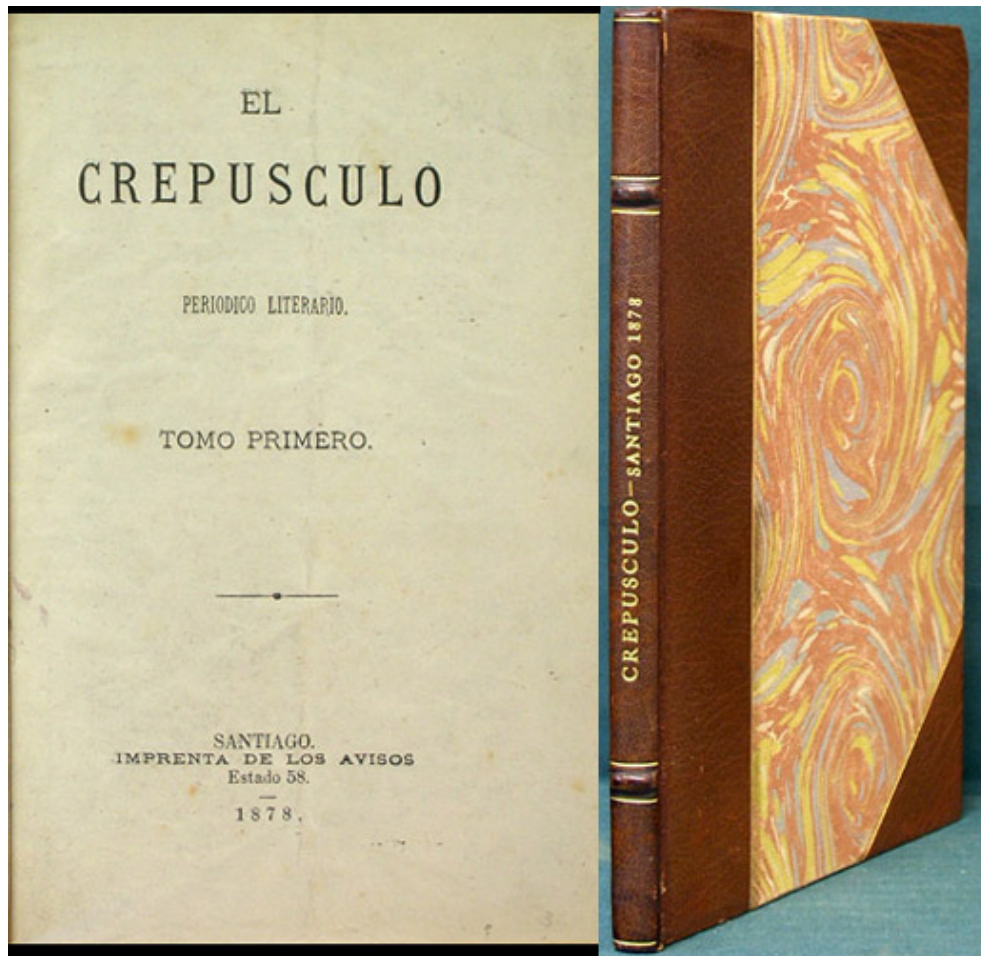 EL
CREPUSCULO
PERIODICO LITERARIO.
TOMO PRIMERO.
SANTIAGO.
IMPRENTA DE LOS AVISOS
Estado 58.
1878.
CREPUSCULO—SANTIAGO 1878